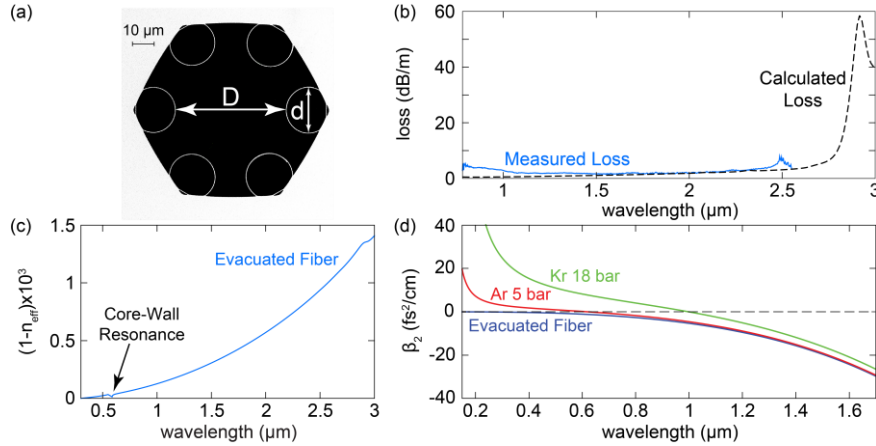 (a)
10 µm
D
d
(b)
60
40
20
0
loss (dB/m)
Calculated
Loss
Measured Loss
1
1.5
2
2.5
3
wavelength (µm)
(c)
1.5
1
0.5
0
(1-n_eff)x10³
Evacuated Fiber
Core-Wall
Resonance
0.5
1
1.5
2
2.5
3
wavelength (µm)
(d)
40
20
0
-20
-40
β₂ (fs²/cm)
Kr 18 bar
Ar 5 bar
Evacuated Fiber
0.2
0.4
0.6
0.8
1
1.2
1.4
1.6
wavelength (µm)